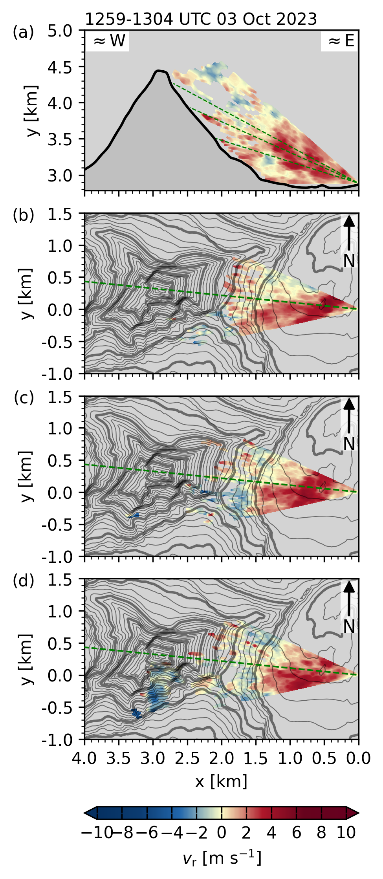 1259-1304 UTC 03 Oct 2023
(a)
≈ W
≈ E
5.0
4.5
4.0
3.5
3.0
y [km]
(b)
1.5
1.0
0.5
0.0
-0.5
-1.0
y [km]
N
(c)
1.5
1.0
0.5
0.0
-0.5
-1.0
y [km]
N
(d)
1.5
1.0
0.5
0.0
-0.5
-1.0
y [km]
N
4.0 3.5 3.0 2.5 2.0 1.5 1.0 0.5 0.0
x [km]
−10 −8 −6 −4 −2 0 2 4 6 8 10
vr [m s−1]